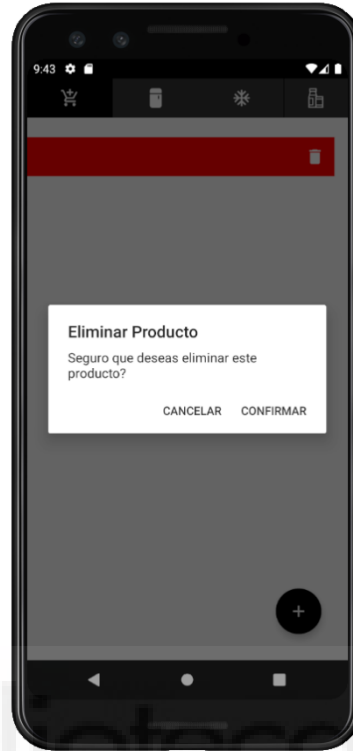 9:43
Eliminar Producto
Seguro que deseas eliminar este
producto?
CANCELAR CONFIRMAR